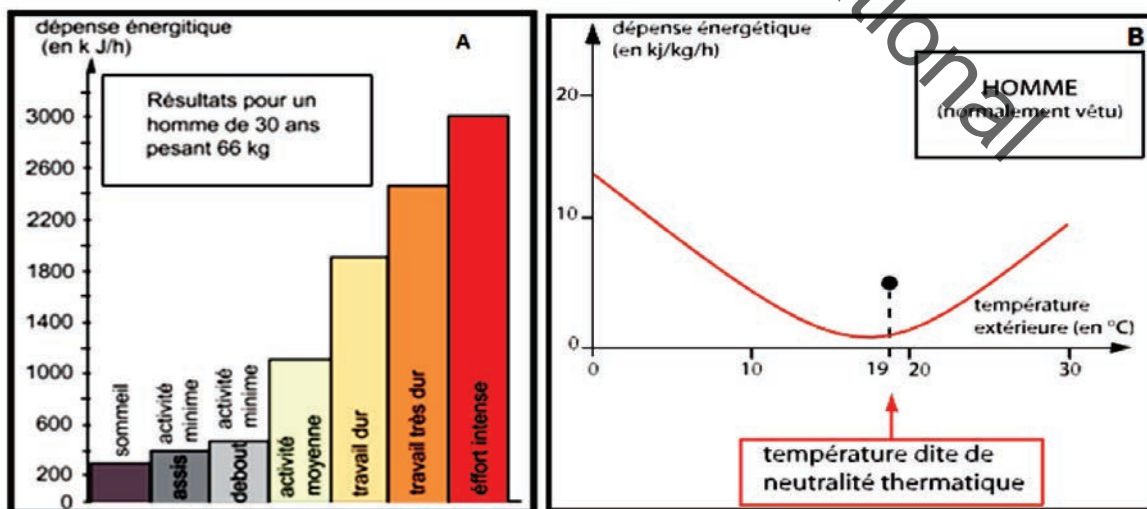 dépense énergitique
(en k J/h)
A
Résultats pour un
homme de 30 ans
pesant 66 kg
3000
2600
2200
1800
1400
1000
600
200
0
sommeil
activité
minime
assis
activité
minime
debout
activité
moyenne
travail dur
travail très dur
éffort intense
dépense énergétique
(en kj/kg/h)
B
HOMME
(normalement vêtu)
20
10
0
température
extérieure (en °C)
0
10
19
20
30
température dite de
neutralité thermatique
tional